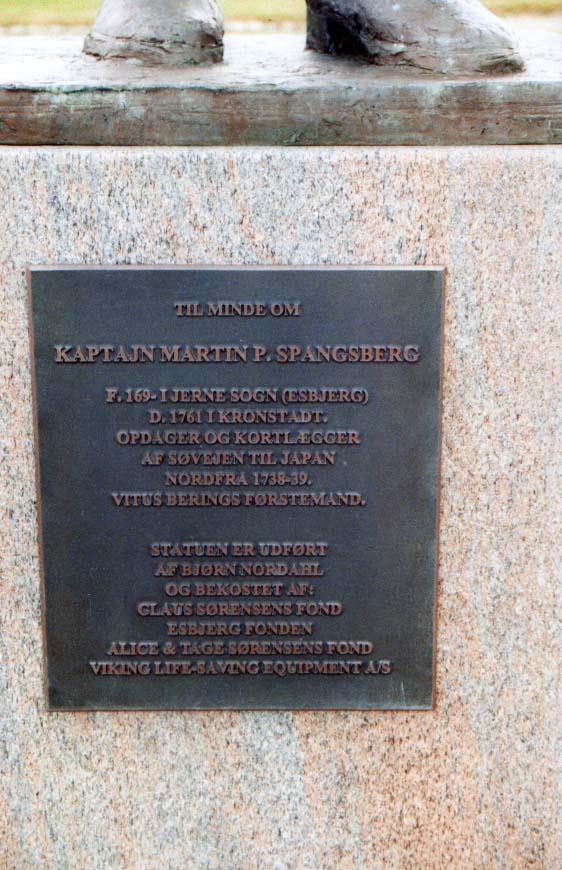 TIL MINDE OM
KAPTAJN MARTIN P. SPANGSBERG
F. 169- I JERNE SOGN (ESBJERG)
D. 1761 I KRONSTADT.
OPDAGER OG KORTLÆGGER
AF SØVEJEN TIL JAPAN
NORDFRA 1738-39.
VITUS BERINGS FØRSTEMAND.
STATUEN ER UDFØRT
AF BJØRN NORDAHL
OG BEKOSTET AF:
CLAUS SØRENSENS FOND
ESBJERG FONDEN
ALICE & TAGE SØRENSENS FOND
VIKING LIFE-SAVING EQUIPMENT A/S